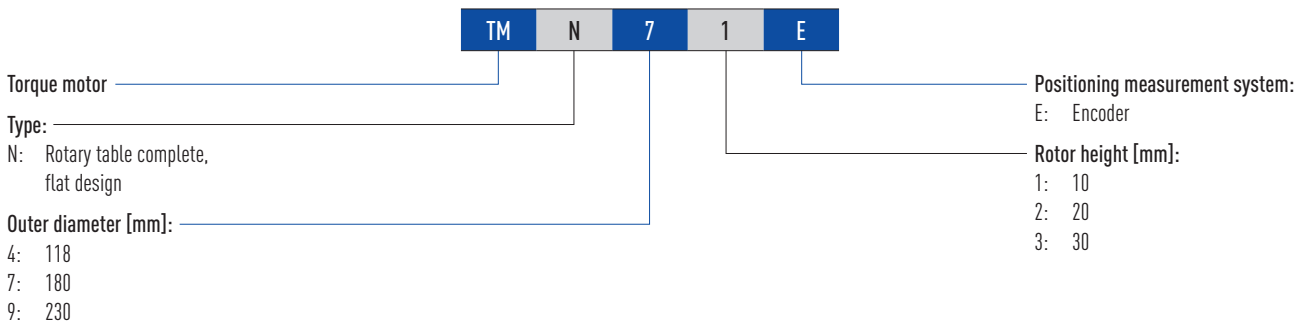 TM N 7 1 E
Torque motor
Type:
N: Rotary table complete,
flat design
Outer diameter [mm]:
4: 118
7: 180
9: 230
Positioning measurement system:
E: Encoder
Rotor height [mm]:
1: 10
2: 20
3: 30